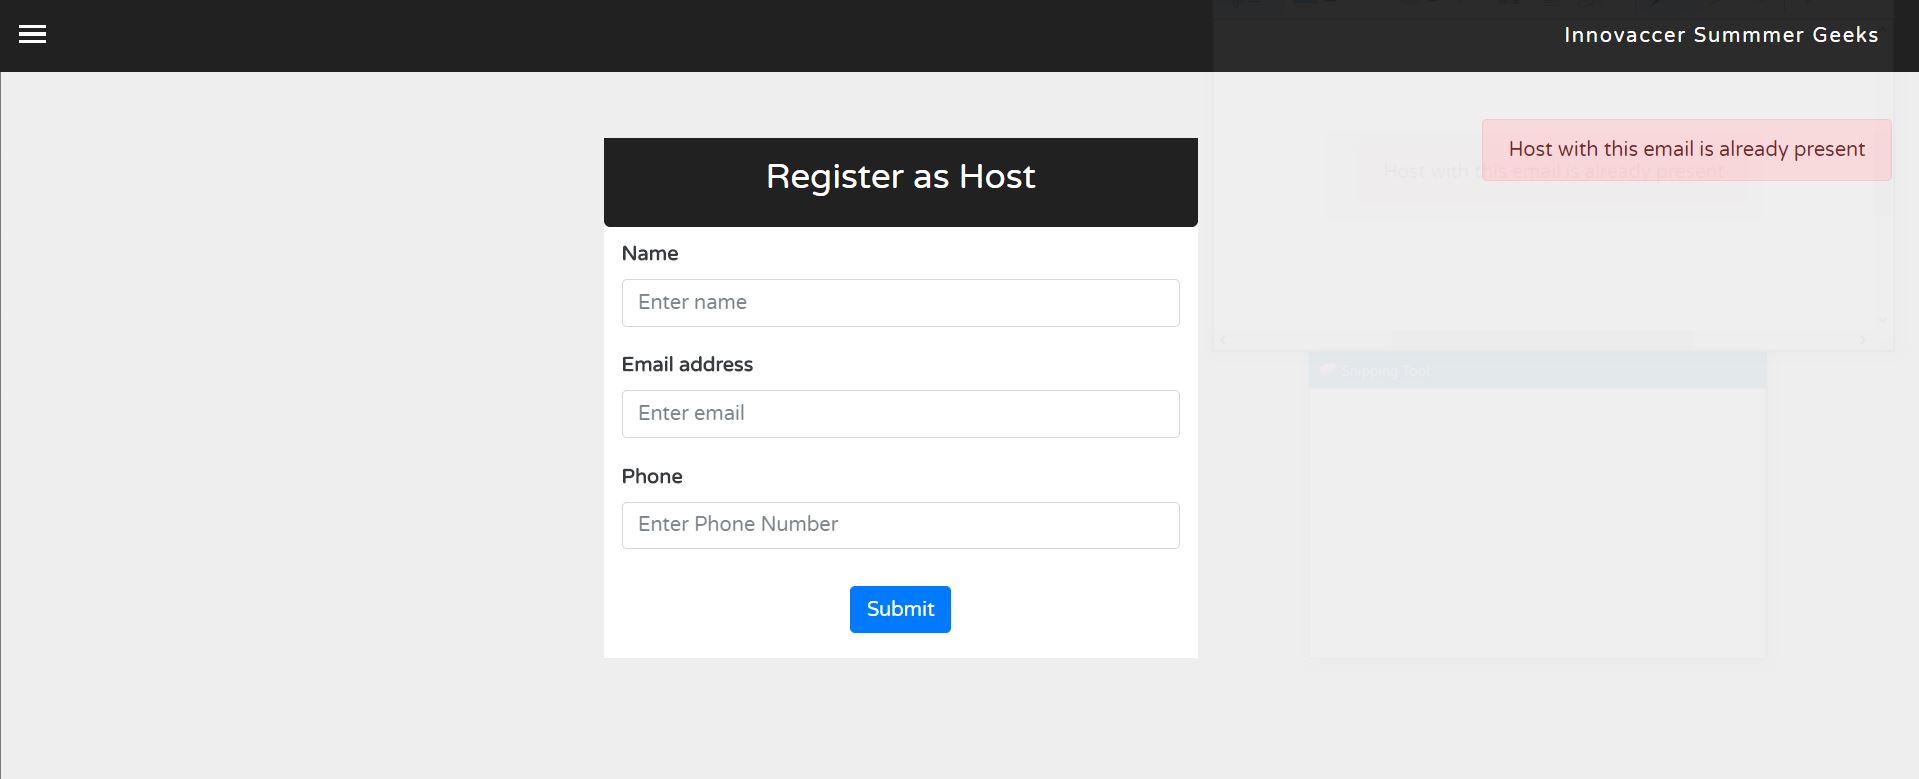 Innovaccer Summmer Geeks
Host with this email is already present
Host with this email is already present
Register as Host
Name
Enter name
Email address
Enter email
Phone
Enter Phone Number
Submit
Snipping Tool